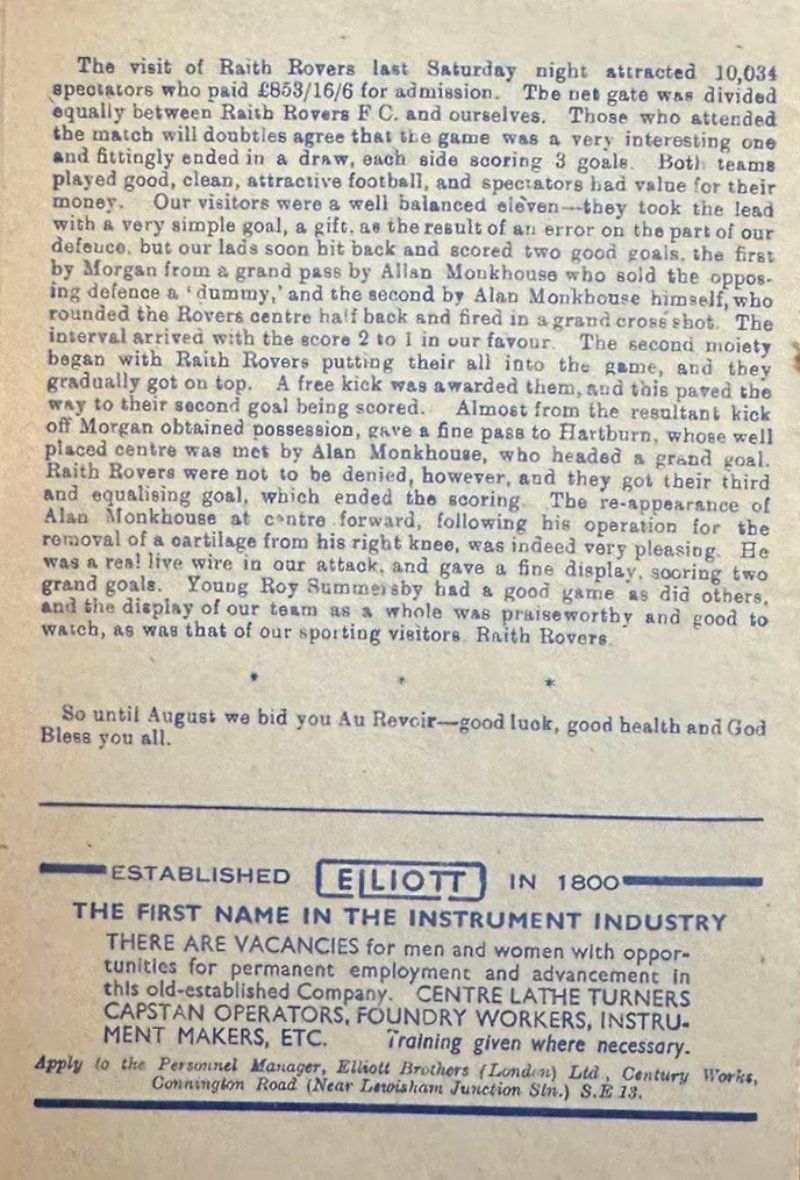 The visit of Raith Rovers last Saturday night attracted 10,034
spectators who paid £853/16/6 for admission. The net gate was divided
equally between Raith Rovers F C. and ourselves. Those who attended
the match will doubtles agree that the game was a very interesting one
and fittingly ended in a draw, each side scoring 3 goals. Both teams
played good, clean, attractive football, and spectators had value for their
money. Our visitors were a well balanced eleven—they took the lead
with a very simple goal, a gift, as the result of an error on the part of our
defence, but our lads soon hit back and scored two good goals, the first
by Morgan from a grand pass by Allan Monkhouse who sold the oppos-
ing defence a 'dummy,' and the second by Alan Monkhouse himself, who
rounded the Rovers centre half back and fired in a grand cross shot. The
interval arrived with the score 2 to 1 in our favour. The second moiety
began with Raith Rovers putting their all into the game, and they
gradually got on top. A free kick was awarded them, and this paved the
way to their second goal being scored. Almost from the resultant kick
off Morgan obtained possession, gave a fine pass to Hartburn, whose well
placed centre was met by Alan Monkhouse, who headed a grand goal.
Raith Rovers were not to be denied, however, and they got their third
and equalising goal, which ended the scoring. The re-appearance of
Alan Monkhouse at centre forward, following his operation for the
removal of a cartilage from his right knee, was indeed very pleasing. He
was a real live wire in our attack, and gave a fine display, scoring two
grand goals. Young Roy Summersby had a good game as did others,
and the display of our team as a whole was praiseworthy and good to
watch, as was that of our sporting visitors Raith Rovers.
* * *
So until August we bid you Au Revoir—good luck, good health and God
Bless you all.
ESTABLISHED ELLIOTT IN 1800
THE FIRST NAME IN THE INSTRUMENT INDUSTRY
THERE ARE VACANCIES for men and women with oppor-
tunities for permanent employment and advancement in
this old-established Company. CENTRE LATHE TURNERS
CAPSTAN OPERATORS, FOUNDRY WORKERS, INSTRU-
MENT MAKERS, ETC. Training given where necessary.
Apply to the Personnel Manager, Elliott Brothers (London) Ltd, Century Works,
Connington Road (Near Lewisham Junction Stn.) S.E 13.